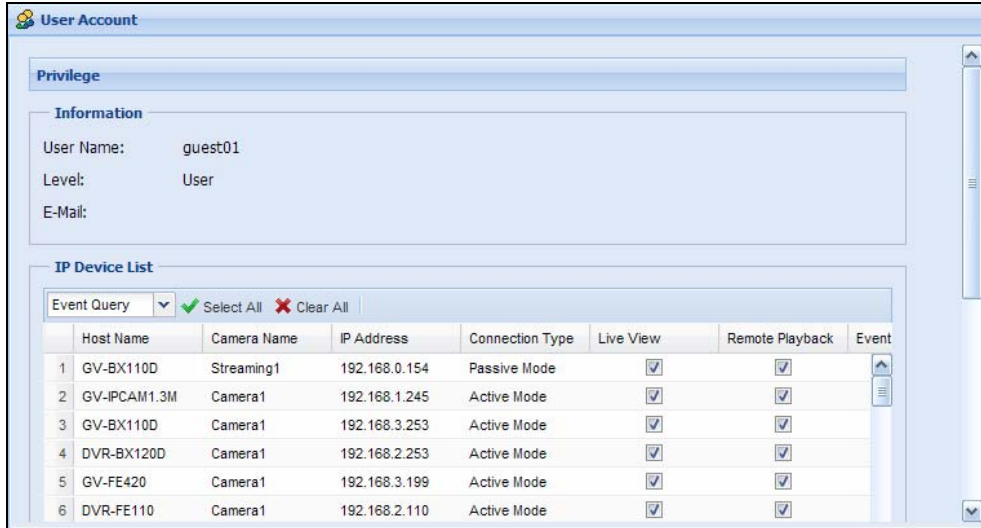 User Account
Privilege
Information
User Name: guest01
Level: User
E-Mail:
IP Device List
Event Query Select All Clear All
Host Name Camera Name IP Address Connection Type Live View Remote Playback Event
1 GV-BX110D Streaming1 192.168.0.154 Passive Mode
2 GV-IPCAM1.3M Camera1 192.168.1.245 Active Mode
3 GV-BX110D Camera1 192.168.3.253 Active Mode
4 DVR-BX120D Camera1 192.168.2.253 Active Mode
5 GV-FE420 Camera1 192.168.3.199 Active Mode
6 DVR-FE110 Camera1 192.168.2.110 Active Mode